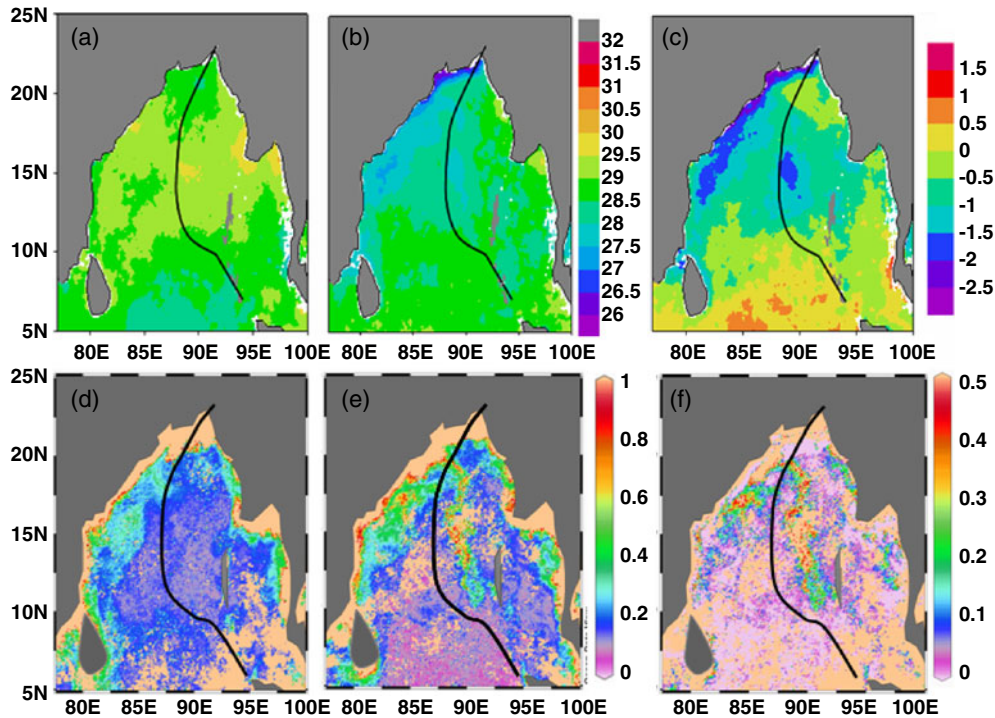 25N
20N
15N
10N
5N
(a)
(b)
(c)
32
31.5
31
30.5
30
29.5
29
28.5
28
27.5
27
26.5
26
1.5
1
0.5
0
-0.5
-1
-1.5
-2
-2.5
80E 85E 90E 95E 100E
80E 85E 90E 95E 100E
80E 85E 90E 95E 100E
25N
20N
15N
10N
5N
(d)
(e)
(f)
1
0.8
0.6
0.4
0.2
0
0.5
0.4
0.3
0.2
0.1
0
80E 85E 90E 95E 100E
80E 85E 90E 95E 100E
80E 85E 90E 95E 100E